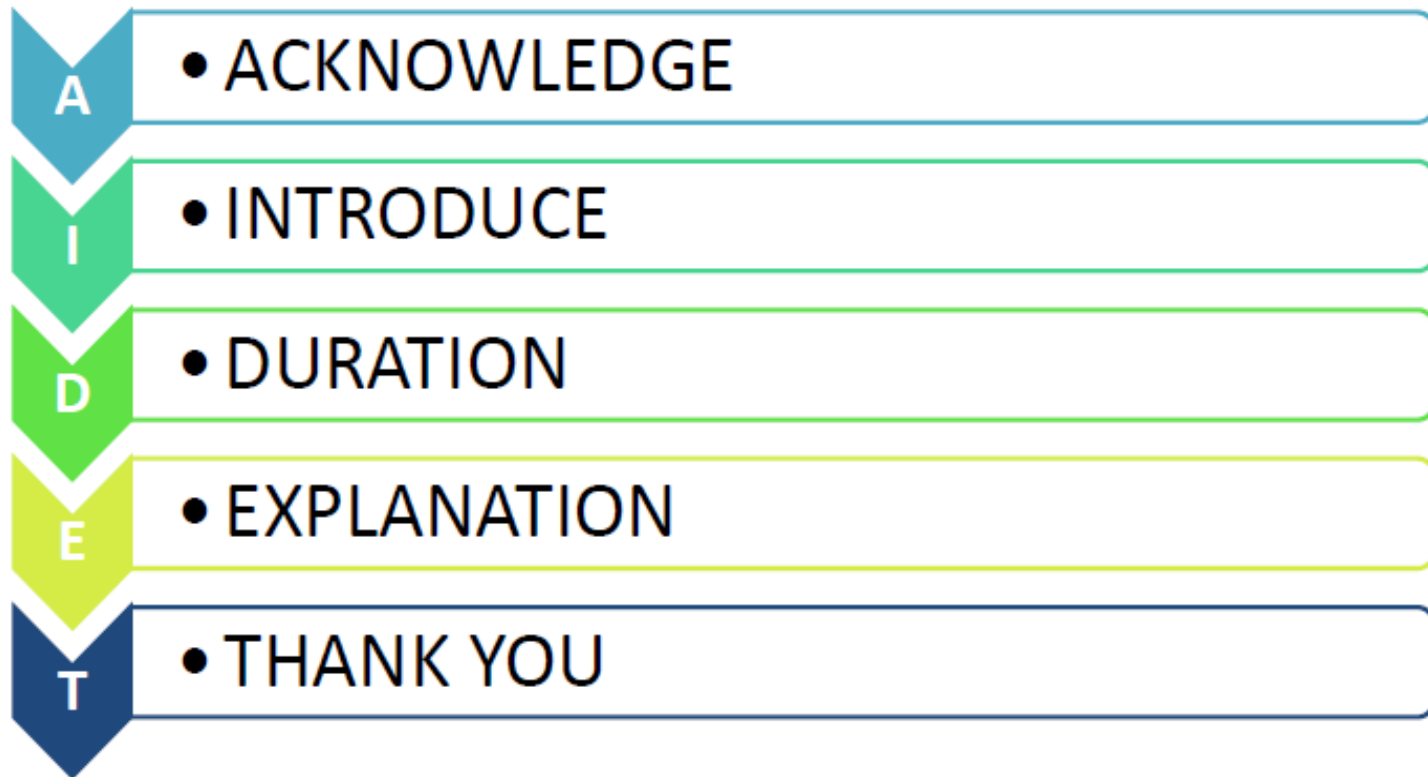 A • ACKNOWLEDGE
I • INTRODUCE
D • DURATION
E • EXPLANATION
T • THANK YOU